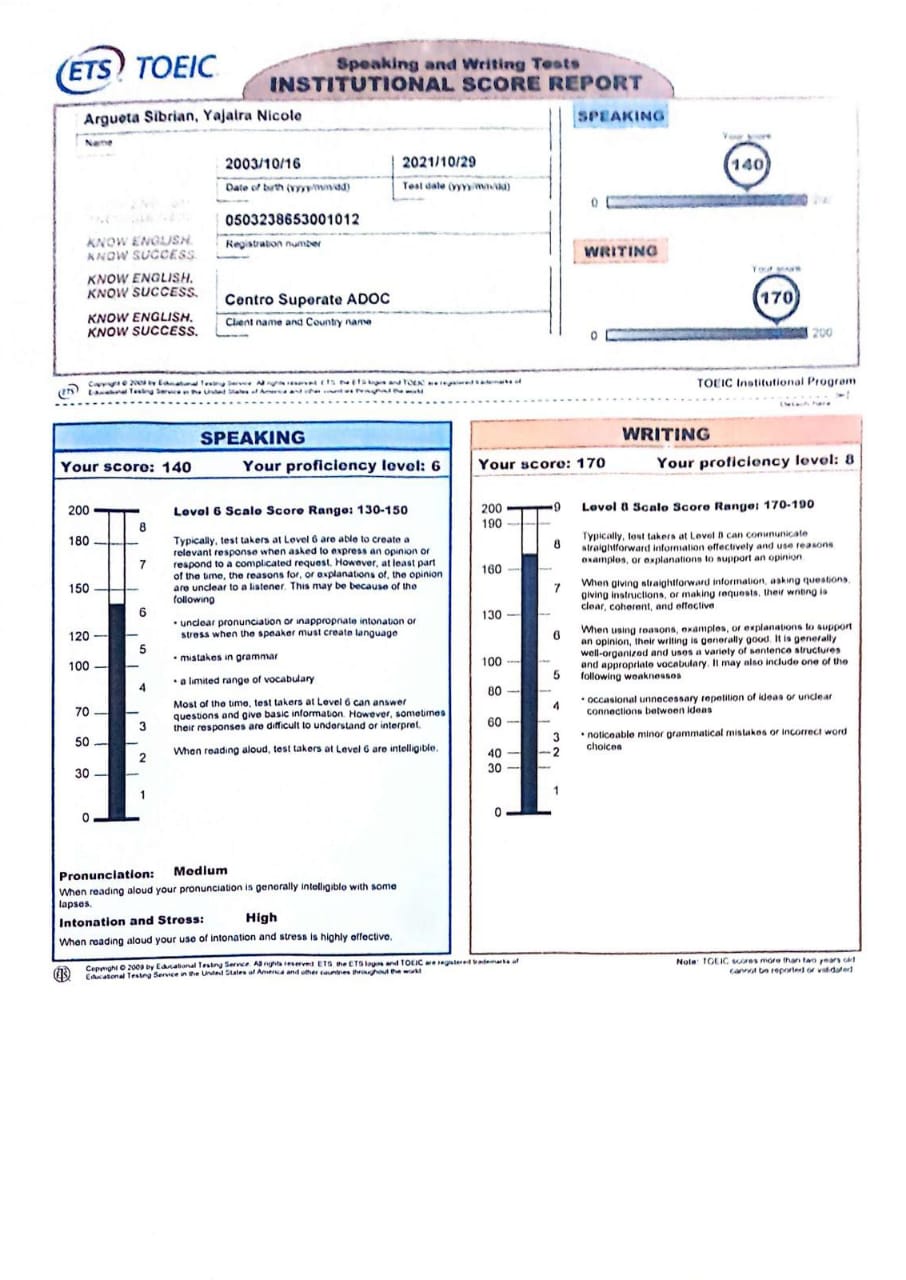 ETS TOEIC
Speaking and Writing Tests
INSTITUTIONAL SCORE REPORT
Argueta Sibrian, Yajaira Nicole
Name
2003/10/16
2021/10/29
Date of birth (yyyy/mm/dd)
Test date (yyyy/mm/dd)
0503238653001012
Registration number
KNOW ENGLISH.
KNOW SUCCESS.
KNOW ENGLISH.
KNOW SUCCESS.
KNOW ENGLISH.
KNOW SUCCESS.
Centro Superate ADOC
Client name and Country name
SPEAKING
Your score
140
0 200
WRITING
Your score
170
0 200
Copyright © 2009 by Educational Testing Service. All rights reserved. ETS, the ETS logos and TOEIC are registered trademarks of
Educational Testing Service in the United States of America and other countries throughout the world.
TOEIC Institutional Program
Detach here
SPEAKING
Your score: 140 Your proficiency level: 6
200
180
150
120
100
70
50
30
0
8
7
6
5
4
3
2
1
Level 6 Scale Score Range: 130-150
Typically, test takers at Level 6 are able to create a
relevant response when asked to express an opinion or
respond to a complicated request. However, at least part
of the time, the reasons for, or explanations of, the opinion
are unclear to a listener. This may be because of the
following
• unclear pronunciation or inappropriate intonation or
stress when the speaker must create language
• mistakes in grammar
• a limited range of vocabulary
Most of the time, test takers at Level 6 can answer
questions and give basic information. However, sometimes
their responses are difficult to understand or interpret.
When reading aloud, test takers at Level 6 are intelligible.
Pronunciation: Medium
When reading aloud your pronunciation is generally intelligible with some
lapses.
Intonation and Stress: High
When reading aloud your use of intonation and stress is highly effective.
WRITING
Your score: 170 Your proficiency level: 8
200
190
160
130
100
80
60
40
30
0
9
8
7
6
5
4
3
2
1
Level 8 Scale Score Range: 170-190
Typically, test takers at Level 8 can communicate
straightforward information effectively and use reasons
examples, or explanations to support an opinion
When giving straightforward information, asking questions,
giving instructions, or making requests, their writing is
clear, coherent, and effective
When using reasons, examples, or explanations to support
an opinion, their writing is generally good. It is generally
well-organized and uses a variety of sentence structures
and appropriate vocabulary. It may also include one of the
following weaknesses
• occasional unnecessary repetition of ideas or unclear
connections between ideas
• noticeable minor grammatical mistakes or incorrect word
choices
Copyright © 2009 by Educational Testing Service. All rights reserved. ETS, the ETS logos and TOEIC are registered trademarks of
Educational Testing Service in the United States of America and other countries throughout the world.
Note: TOEIC scores more than two years old
cannot be reported or validated